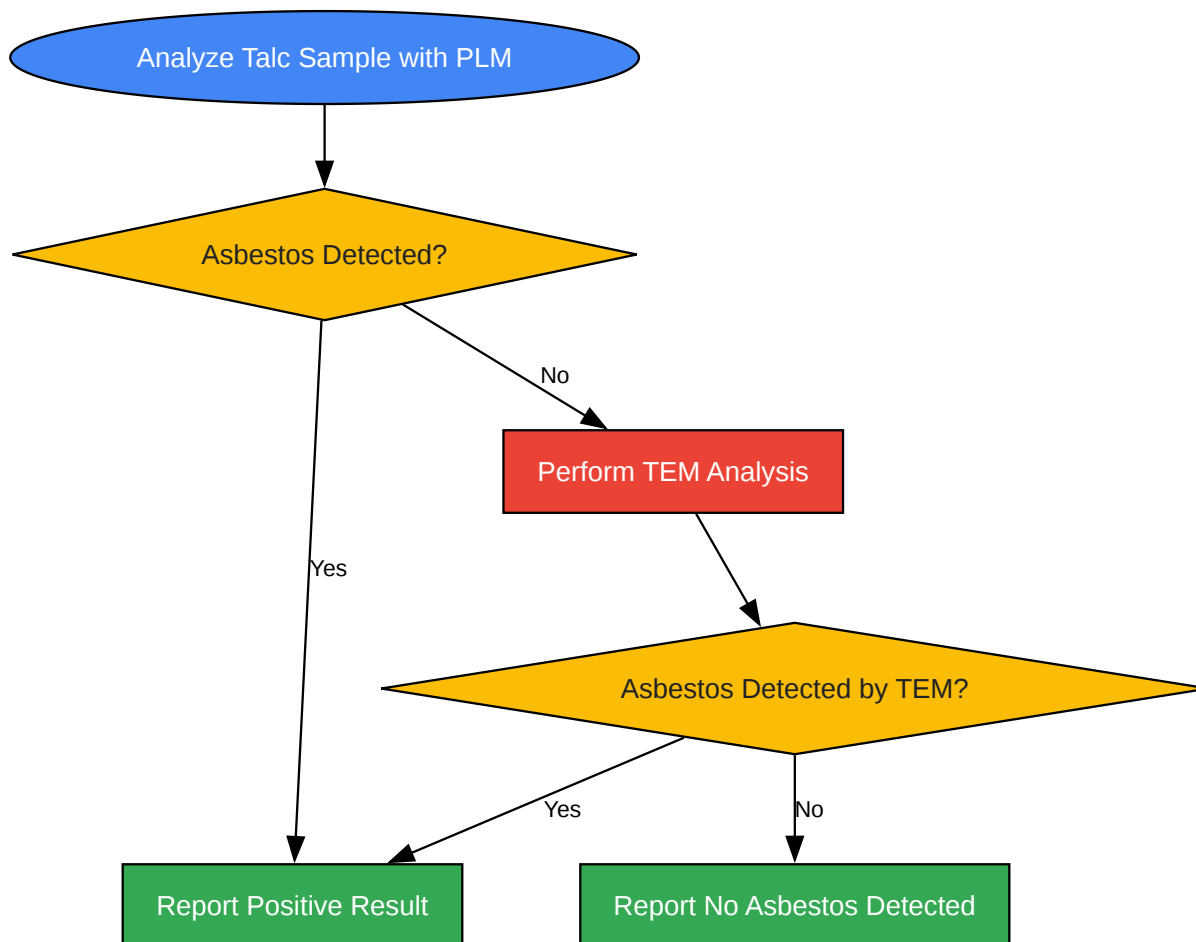 Analyze Talc Sample with PLM
Asbestos Detected?
No
Perform TEM Analysis
Yes
Asbestos Detected by TEM?
Yes
No
Report Positive Result
Report No Asbestos Detected